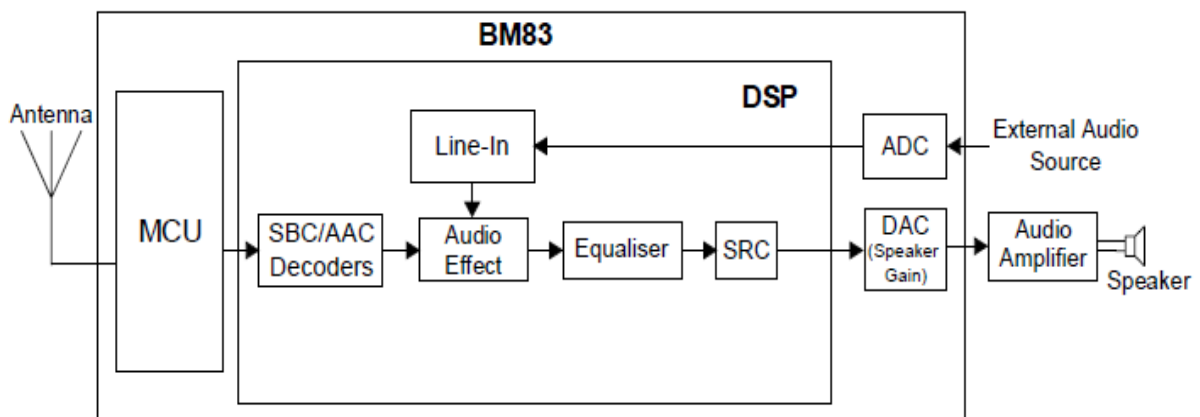 BM83
DSP
Antenna
MCU
Line-In
ADC
External Audio
Source
SBC/AAC
Decoders
Audio
Effect
Equaliser
SRC
DAC
(Speaker
Gain)
Audio
Amplifier
Speaker